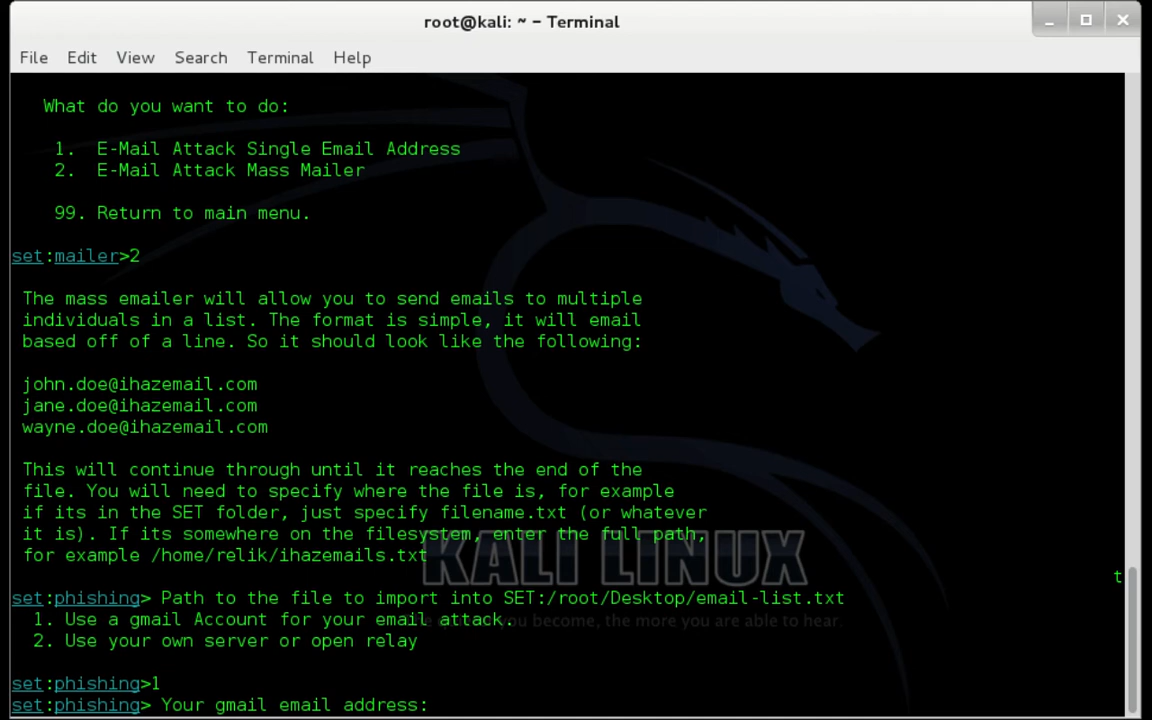 root@kali: ~ - Terminal
File Edit View Search Terminal Help
What do you want to do:
1. E-Mail Attack Single Email Address
2. E-Mail Attack Mass Mailer
99. Return to main menu.
set:mailer>2
The mass emailer will allow you to send emails to multiple
individuals in a list. The format is simple, it will email
based off of a line. So it should look like the following:
john.doe@ihazemail.com
jane.doe@ihazemail.com
wayne.doe@ihazemail.com
This will continue through until it reaches the end of the
file. You will need to specify where the file is, for example
if its in the SET folder, just specify filename.txt (or whatever
it is). If its somewhere on the filesystem, enter the full path,
for example /home/relik/ihazemails.txt
KALI LINUX
t
set:phishing> Path to the file to import into SET:/root/Desktop/email-list.txt
1. Use a gmail Account for your email attack.
you become, the more you are able to hear.
2. Use your own server or open relay
set:phishing>1
set:phishing> Your gmail email address: